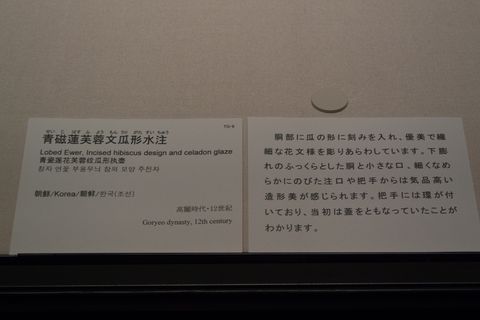 TG-8
せい じ はす ふ よう もん うり がた すい ちゅう
青磁蓮芙蓉文瓜形水注
Lobed Ewer, Incised hibiscus design and celadon glaze
青瓷莲花芙蓉纹瓜形执壶
청자 연꽃 부용무늬 참외 모양 주전자
朝鮮/Korea/朝鲜/한국(조선)
高麗時代・12世紀
Goryeo dynasty, 12th century
胴部に瓜の形に刻みを入れ、優美で繊
細な花文様を彫りあらわしています。下膨
れのふっくらとした胴と小さな口、細くなめ
らかにのびた注口や把手からは気品高い
造形美が感じられます。把手には環が付
いており、当初は蓋をともなっていたことが
わかります。